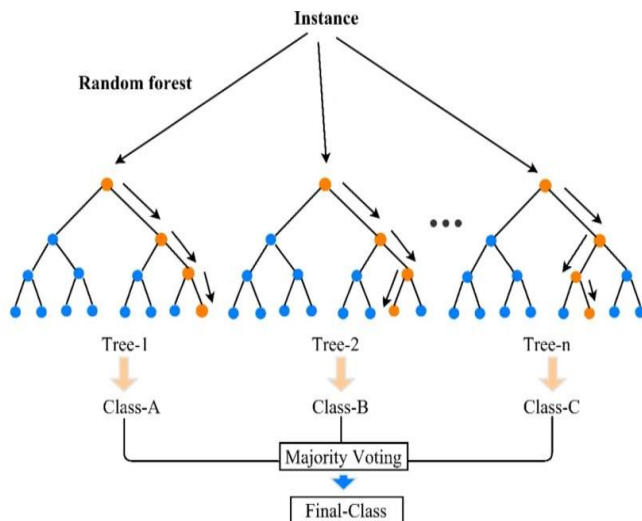 Instance
Random forest
Tree-1
Tree-2
Tree-n
Class-A
Class-B
Class-C
Majority Voting
Final-Class